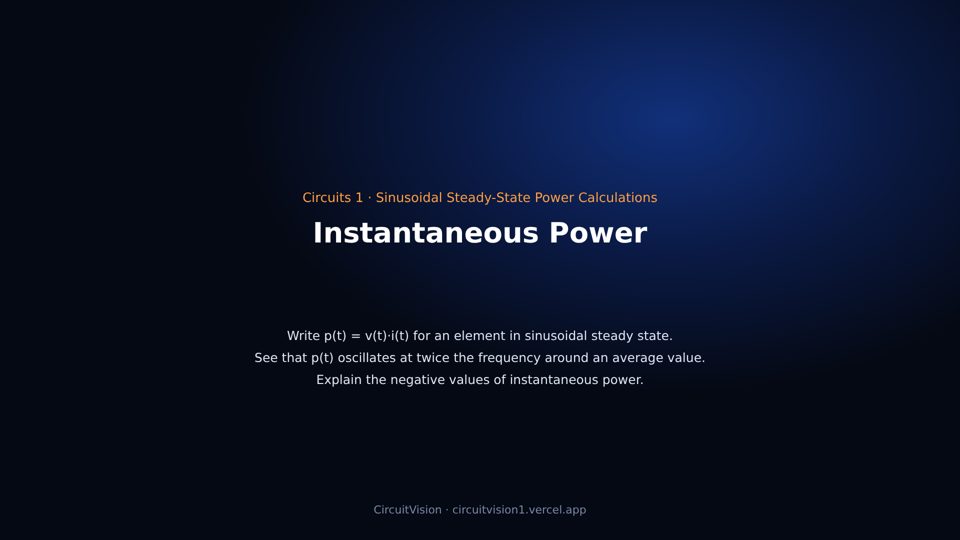 Circuits 1 · Sinusoidal Steady-State Power Calculations
Instantaneous Power
Write p(t) = v(t)·i(t) for an element in sinusoidal steady state.
See that p(t) oscillates at twice the frequency around an average value.
Explain the negative values of instantaneous power.
CircuitVision · circuitvision1.vercel.app